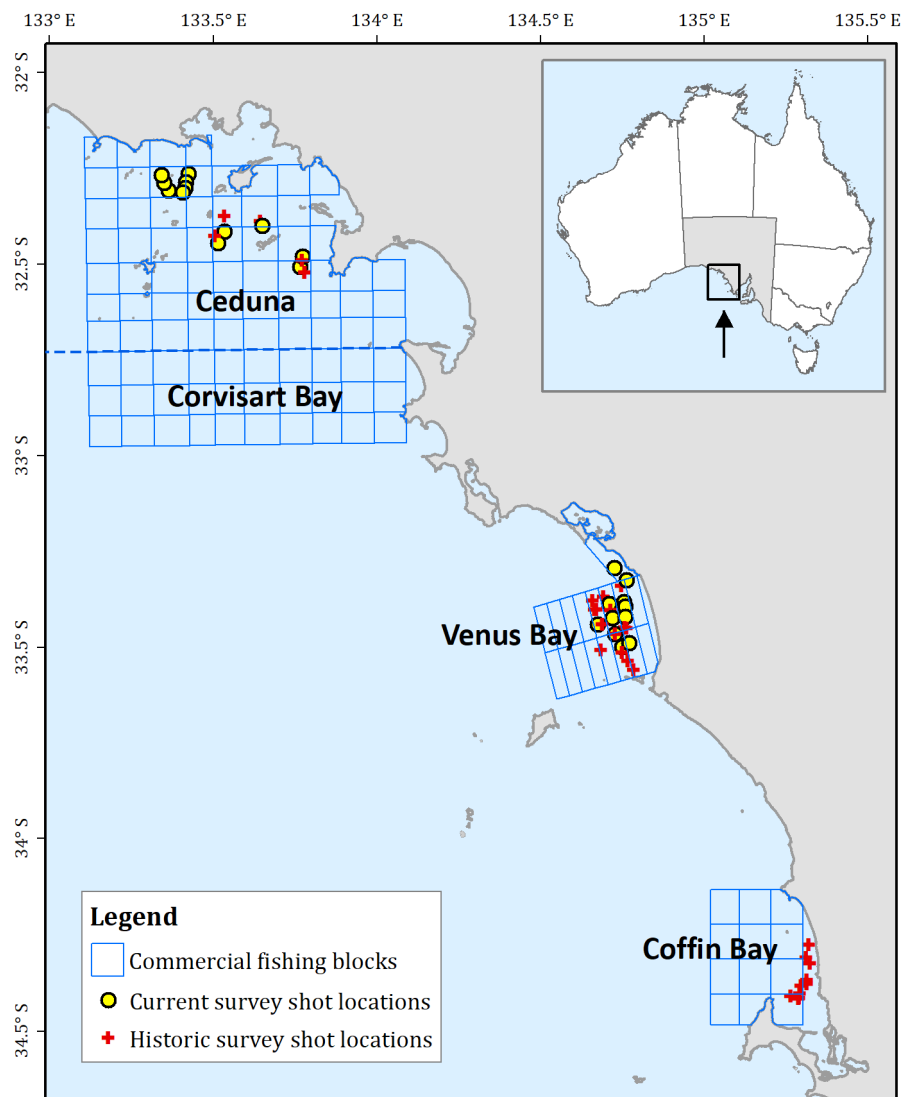 133° E 133.5° E 134° E 134.5° E 135° E 135.5° E
32° S
32.5° S
33° S
33.5° S
34° S
34.5° S
Ceduna
Corvisart Bay
Venus Bay
Coffin Bay
Legend
Commercial fishing blocks
Current survey shot locations
Historic survey shot locations